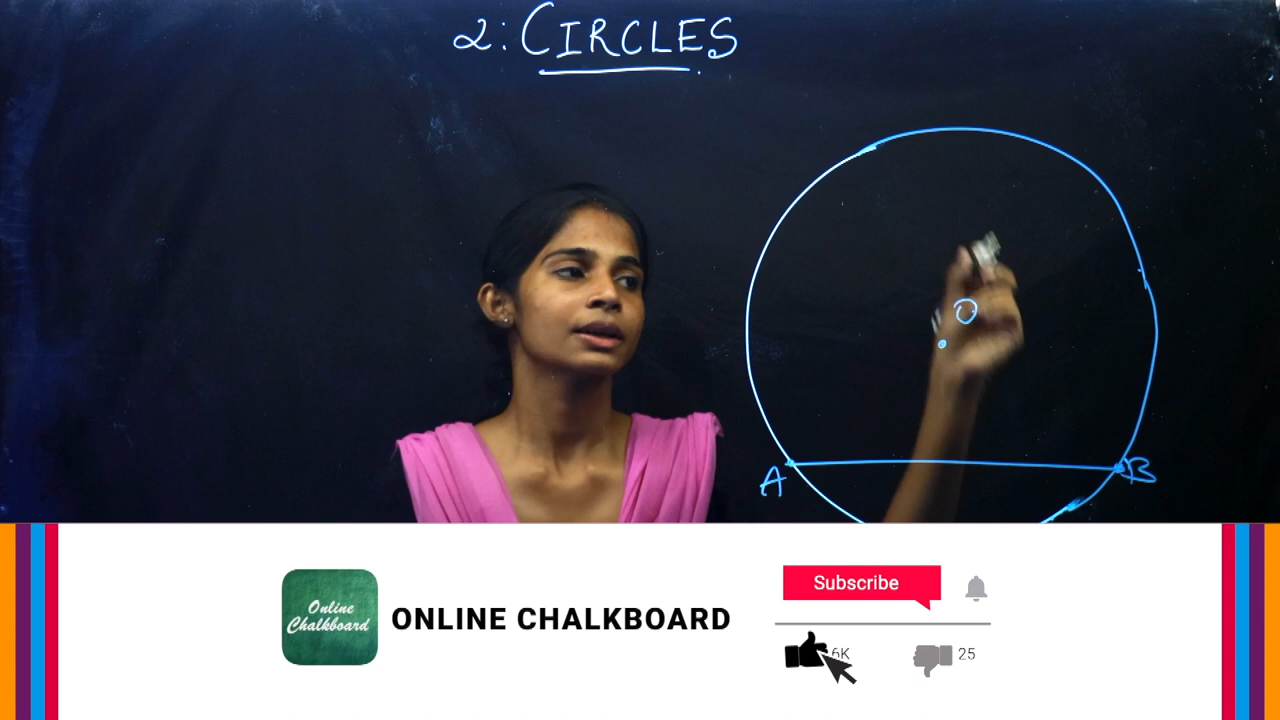 2: CIRCLES
O
A
B
Online
Chalkboard
ONLINE CHALKBOARD
Subscribe
6K
25